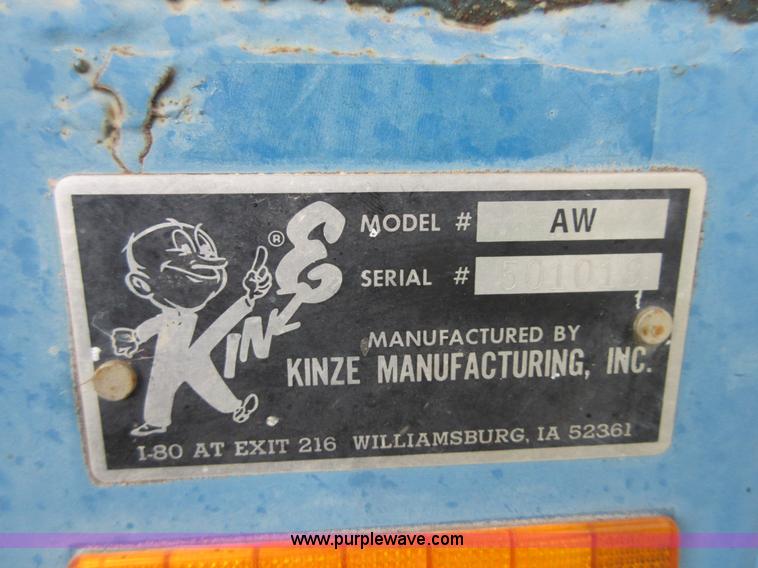 KINZE ®
MODEL # AW
SERIAL #
MANUFACTURED BY
KINZE MANUFACTURING, INC.
I-80 AT EXIT 216 WILLIAMSBURG, IA 52361
www.purplewave.com